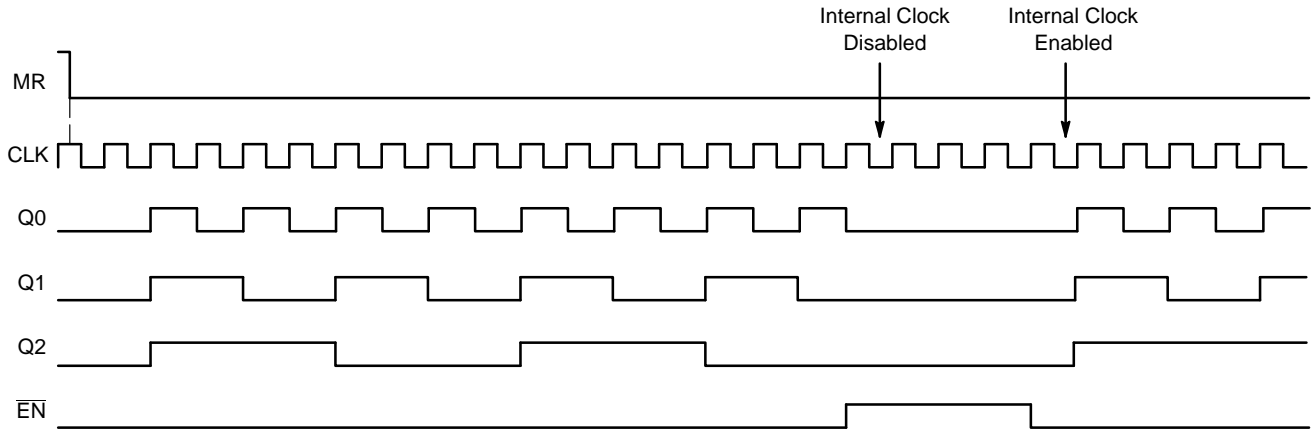 Internal Clock
Disabled
Internal Clock
Enabled
MR
CLK
Q0
Q1
Q2
EN